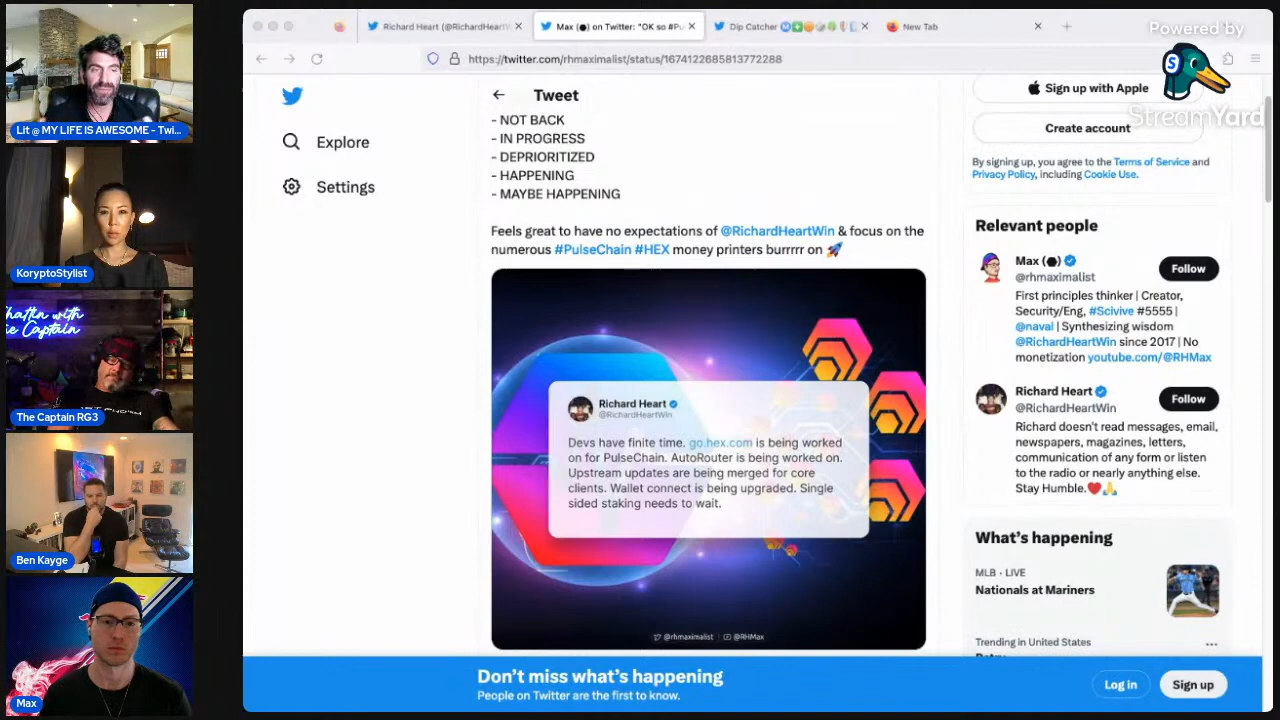 Lit @ MY LIFE IS AWESOME - Twi...
KoryptoStylist
hatlin with
e Captain
The Captain RG3
Ben Kayge
Max
Richard Heart (@RichardHeartW
Max (⬣) on Twitter: "OK so #Pu
Dip Catcher
New Tab
https://twitter.com/rhmaximalist/status/1674122685813772288
Powered by
S
StreamYard
Explore
Settings
Tweet
- NOT BACK
- IN PROGRESS
- DEPRIORITIZED
- HAPPENING
- MAYBE HAPPENING
Feels great to have no expectations of @RichardHeartWin & focus on the
numerous #PulseChain #HEX money printers burrrrr on 🚀
Richard Heart
@RichardHeartWin
Devs have finite time. go.hex.com is being worked
on for PulseChain. AutoRouter is being worked on.
Upstream updates are being merged for core
clients. Wallet connect is being upgraded. Single
sided staking needs to wait.
@rhmaximalist | @RHMax
Sign up with Apple
Create account
By signing up, you agree to the Terms of Service and
Privacy Policy, including Cookie Use.
Relevant people
Max (⬣)
@rhmaximalist
Follow
First principles thinker | Creator,
Security/Eng, #Scivive #5555 |
@naval | Synthesizing wisdom
@RichardHeartWin since 2017 | No
monetization youtube.com/@RHMax
Richard Heart
@RichardHeartWin
Follow
Richard doesn't read messages, email,
newspapers, magazines, letters,
communication of any form or listen
to the radio or nearly anything else.
Stay Humble.❤️🙏
What's happening
MLB · LIVE
Nationals at Mariners
Trending in United States
Don't miss what's happening
People on Twitter are the first to know.
Log in
Sign up